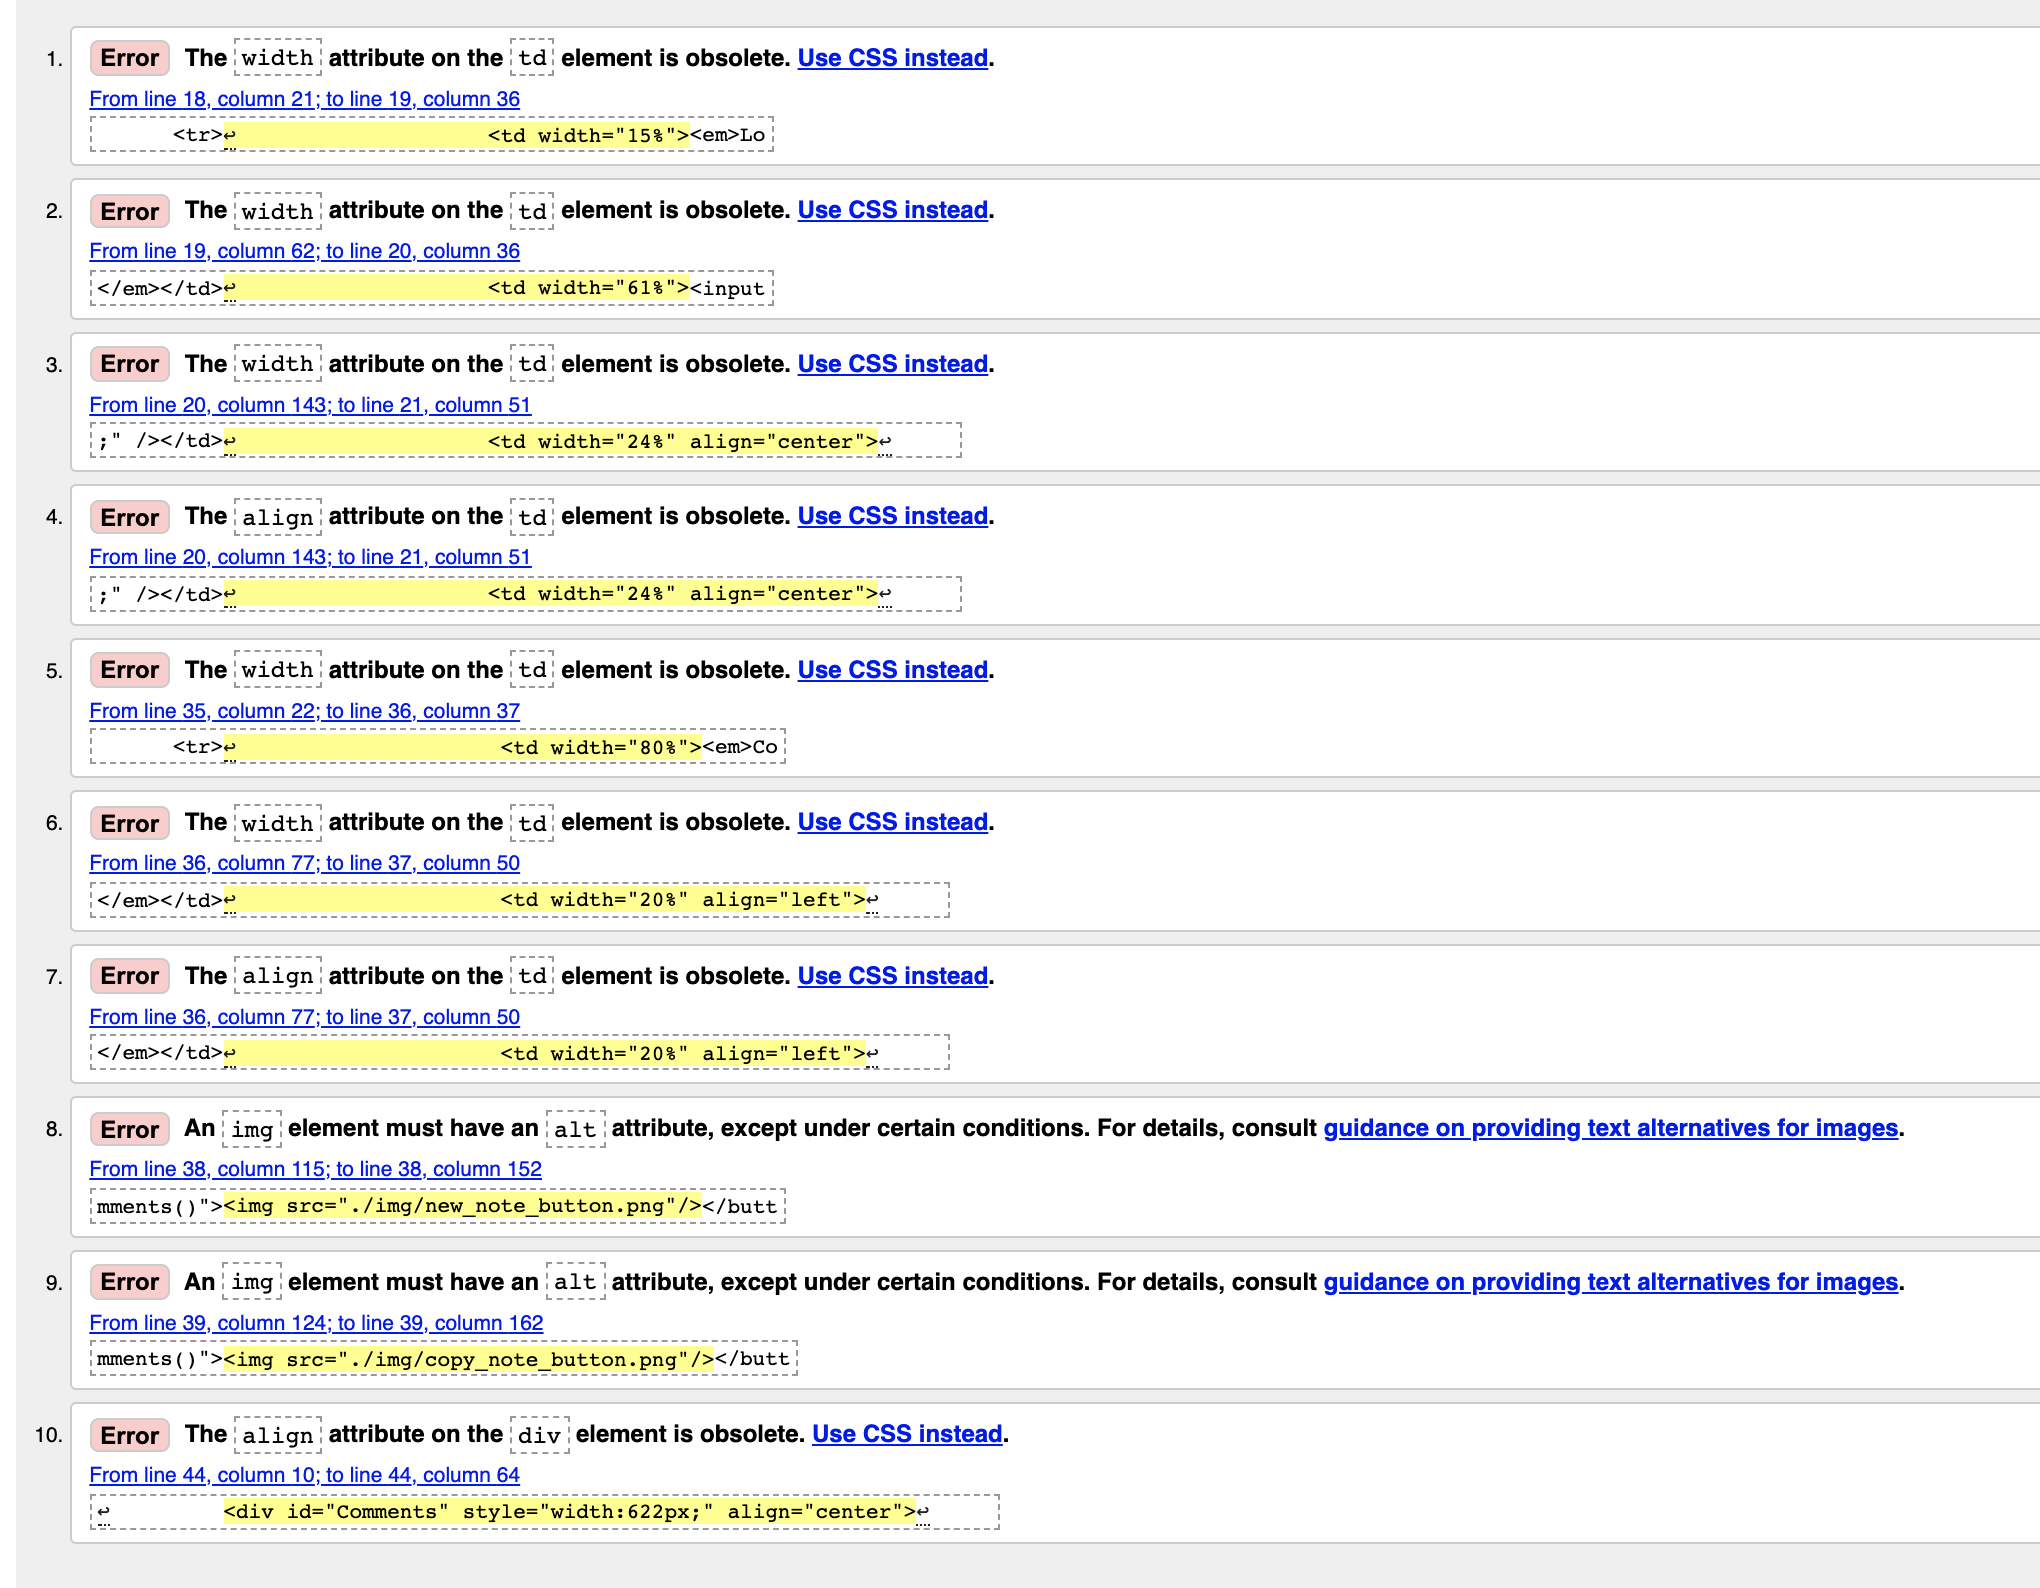 1. Error The width attribute on the td element is obsolete. Use CSS instead.
From line 18, column 21; to line 19, column 36
<tr>↩ <td width="15%"><em>Lo
2. Error The width attribute on the td element is obsolete. Use CSS instead.
From line 19, column 62; to line 20, column 36
</em></td>↩ <td width="61%"><input
3. Error The width attribute on the td element is obsolete. Use CSS instead.
From line 20, column 143; to line 21, column 51
;" /></td>↩ <td width="24%" align="center">↩
4. Error The align attribute on the td element is obsolete. Use CSS instead.
From line 20, column 143; to line 21, column 51
;" /></td>↩ <td width="24%" align="center">↩
5. Error The width attribute on the td element is obsolete. Use CSS instead.
From line 35, column 22; to line 36, column 37
<tr>↩ <td width="80%"><em>Co
6. Error The width attribute on the td element is obsolete. Use CSS instead.
From line 36, column 77; to line 37, column 50
</em></td>↩ <td width="20%" align="left">↩
7. Error The align attribute on the td element is obsolete. Use CSS instead.
From line 36, column 77; to line 37, column 50
</em></td>↩ <td width="20%" align="left">↩
8. Error An img element must have an alt attribute, except under certain conditions. For details, consult guidance on providing text alternatives for images.
From line 38, column 115; to line 38, column 152
mments()"><img src="./img/new_note_button.png"/></butt
9. Error An img element must have an alt attribute, except under certain conditions. For details, consult guidance on providing text alternatives for images.
From line 39, column 124; to line 39, column 162
mments()"><img src="./img/copy_note_button.png"/></butt
10. Error The align attribute on the div element is obsolete. Use CSS instead.
From line 44, column 10; to line 44, column 64
↩ <div id="Comments" style="width:622px;" align="center">↩